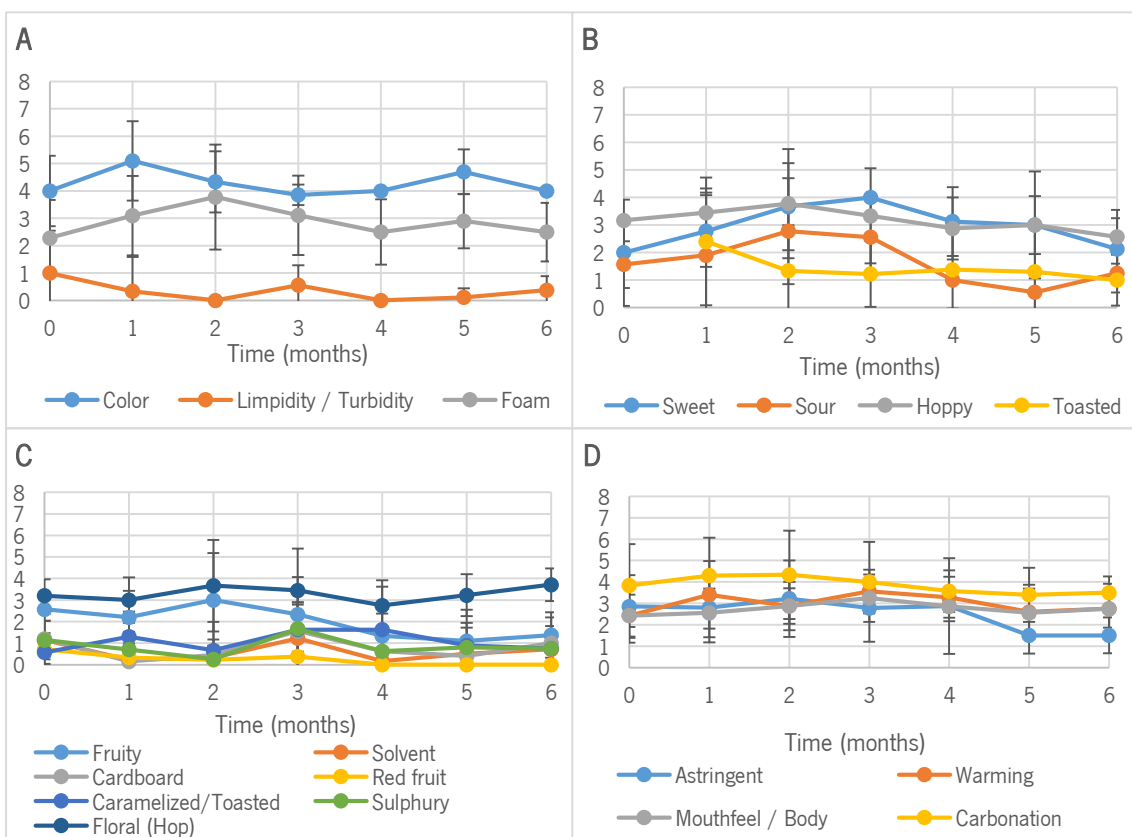 A
8
7
6
5
4
3
2
1
0
0 1 2 3 4 5 6
Time (months)
Color Limpidity / Turbidity Foam
B
8
7
6
5
4
3
2
1
0
0 1 2 3 4 5 6
Time (months)
Sweet Sour Hoppy Toasted
C
8
7
6
5
4
3
2
1
0
0 1 2 3 4 5 6
Time (months)
Fruity Solvent
Cardboard Red fruit
Caramelized/Toasted Sulphury
Floral (Hop)
D
8
7
6
5
4
3
2
1
0
0 1 2 3 4 5 6
Time (months)
Astringent Warming
Mouthfeel / Body Carbonation